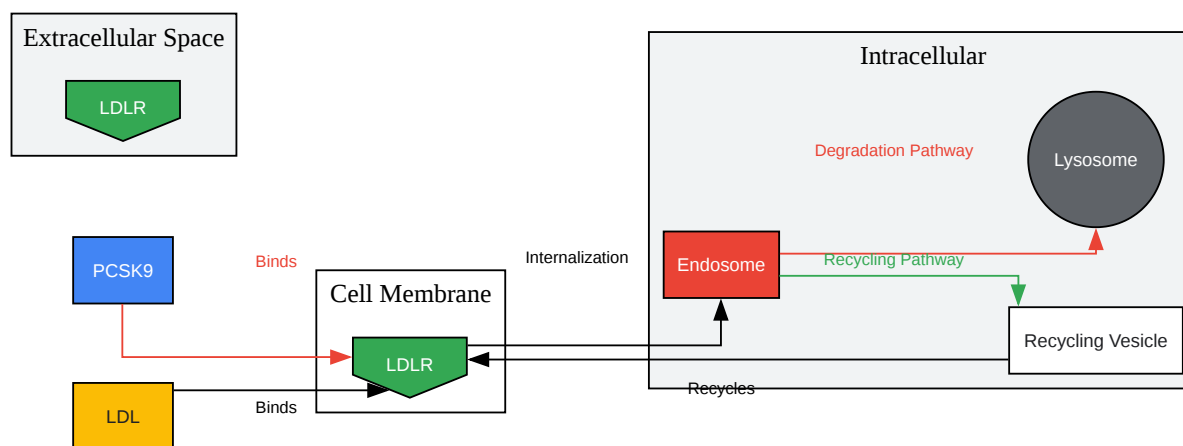 Extracellular Space
LDLR
Intracellular
Degradation Pathway
Lysosome
PCSK9
Binds
Internalization
Endosome
Recycling Pathway
Cell Membrane
LDLR
Recycling Vesicle
Recycles
LDL
Binds